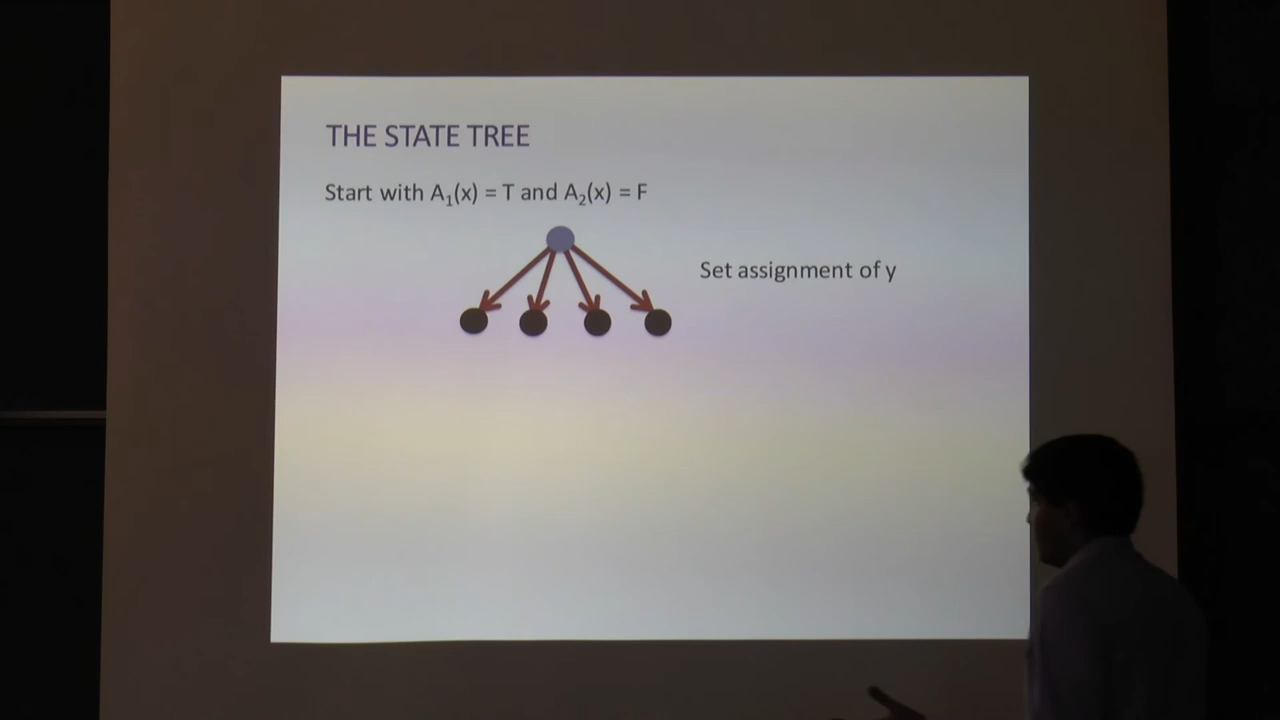 THE STATE TREE
Start with A₁(x) = T and A₂(x) = F
Set assignment of y